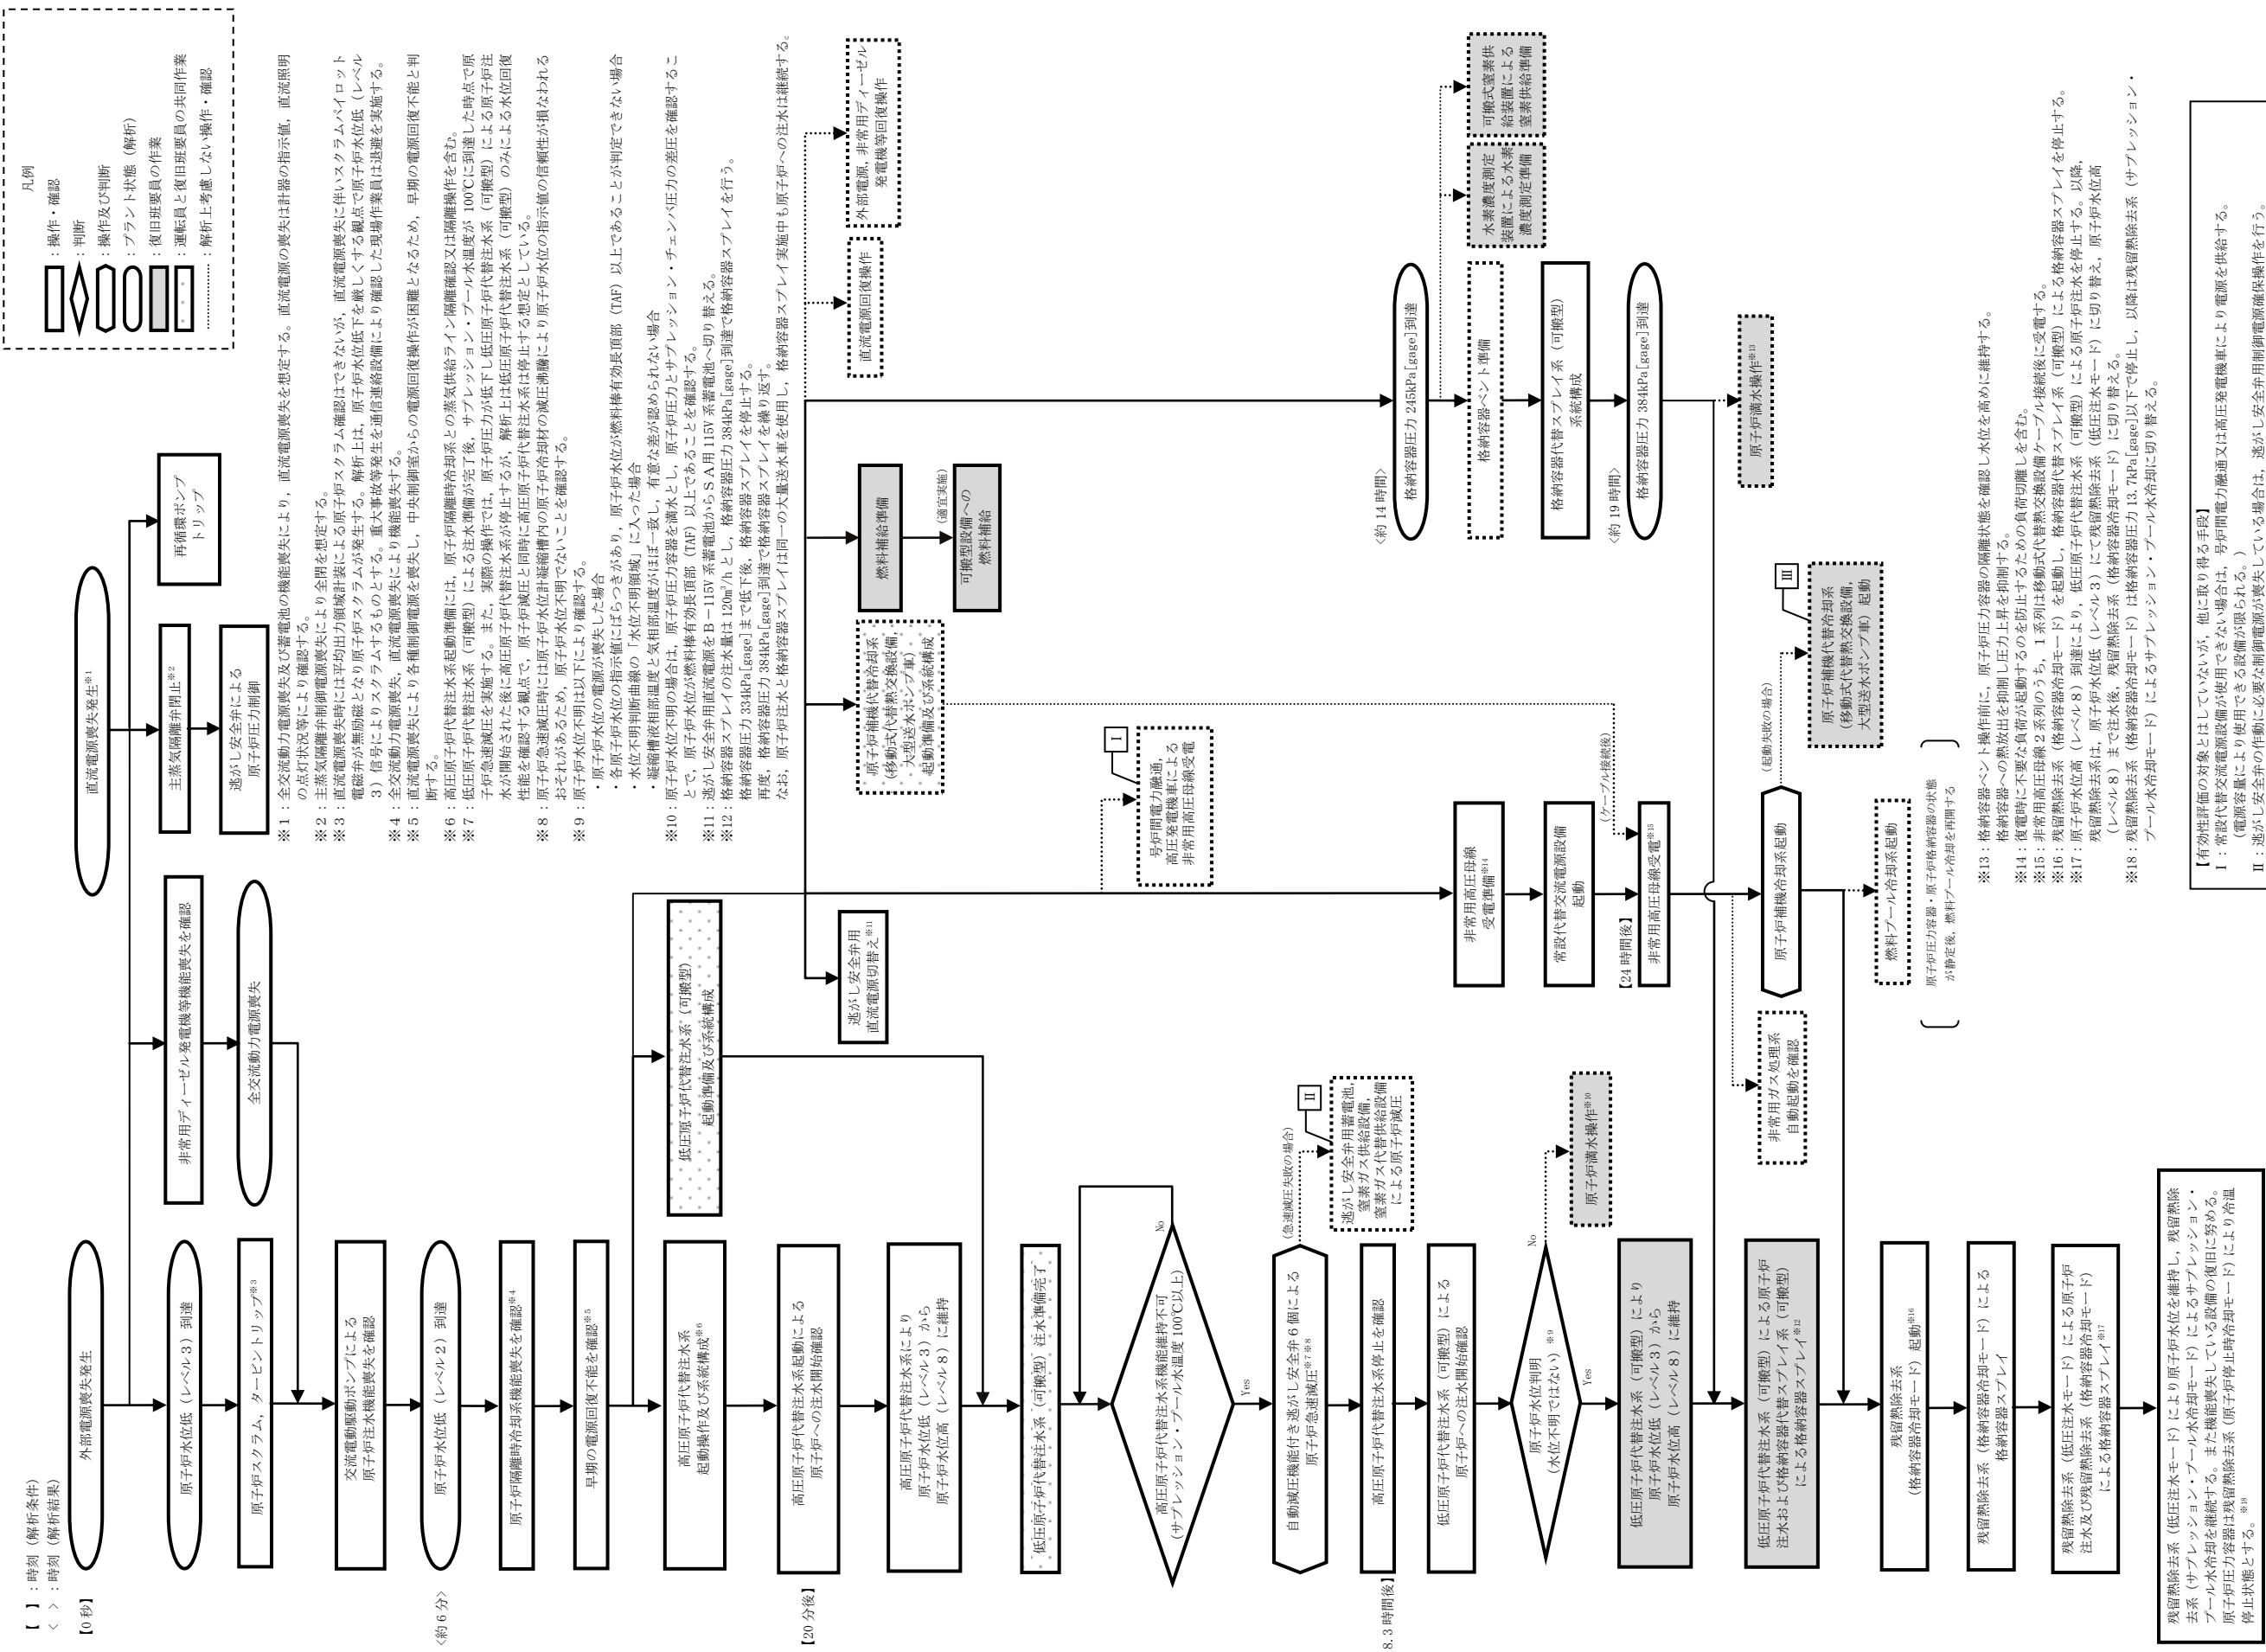 【 】：時刻（解析条件）
＜ ＞：時刻（解析結果）
【0秒】
外部電源喪失発生
直流電源喪失発生※1
原子炉水位低（レベル３）到達
非常用ディーゼル発電機等機能喪失を確認
主蒸気隔離弁閉止※2
再循環ポンプ
トリップ
原子炉スクラム，タービントリップ※3
全交流動力電源喪失
逃がし安全弁による
原子炉圧力制御
交流電動駆動ポンプによる
原子炉注水機能喪失を確認
<約6分>
原子炉水位低（レベル２）到達
原子炉隔離時冷却系機能喪失を確認※4
早期の電源回復不能を確認※5
高圧原子炉代替注水系
起動操作及び系統構成※6
低圧原子炉代替注水系（可搬型）
起動準備及び系統構成
【20分後】
高圧原子炉代替注水系起動による
原子炉への注水開始確認
高圧原子炉代替注水系により
原子炉水位低（レベル３）から
原子炉水位高（レベル８）に維持
低圧原子炉代替注水系（可搬型）注水準備完了
高圧原子炉代替注水系機能維持不可
（サプレッション・プール水温度100℃以上）
No
Yes
自動減圧機能付き逃がし安全弁６個による
原子炉急速減圧※7※8
（急速減圧失敗の場合）
Ⅱ
逃がし安全弁用蓄電池，
窒素ガス供給設備，
窒素ガス代替供給設備
による原子炉減圧
8.3時間後】
高圧原子炉代替注水系停止を確認
低圧原子炉代替注水系（可搬型）による
原子炉への注水開始確認
原子炉水位判明
（水位不明ではない）※9
No
Yes
原子炉満水操作※10
低圧原子炉代替注水系（可搬型）により
原子炉水位低（レベル３）から
原子炉水位高（レベル８）に維持
低圧原子炉代替注水系（可搬型）による原子炉
注水および格納容器代替スプレイ系（可搬型）
による格納容器スプレイ※12
残留熱除去系
（格納容器冷却モード）起動※16
残留熱除去系（格納容器冷却モード）による
格納容器スプレイ
残留熱除去系（低圧注水モード）による原子炉
注水及び残留熱除去系（格納容器冷却モード）
による格納容器スプレイ※17
残留熱除去系（低圧注水モード）により原子炉水位を維持し，残留熱除
去系（サプレッション・プール水冷却モード）によるサプレッション・
プール水冷却を継続する。また機能喪失している設備の復旧に努める。
原子炉圧力容器は残留熱除去系（原子炉停止時冷却モード）により冷温
停止状態とする。※18
逃がし安全弁用
直流電源切替え※11
Ⅰ
号炉間電力融通，
高圧発電機車による
非常用高圧母線受電
原子炉補機代替冷却系
（移動式代替熱交換設備，
大型送水ポンプ車）
起動準備及び系統構成
燃料補給準備
（適宜実施）
可搬型設備への
燃料補給
直流電源回復操作
外部電源，非常用ディーゼル
発電機等回復操作
非常用高圧母線
受電準備※14
常設代替交流電源設備
起動
（ケーブル接続後）
【24時間後】
非常用高圧母線受電※15
原子炉補機冷却系起動
（起動失敗の場合）
Ⅲ
原子炉補機代替冷却系
（移動式代替熱交換設備，
大型送水ポンプ車）起動
非常用ガス処理系
自動起動を確認
燃料プール冷却系起動
原子炉圧力容器・原子炉格納容器の状態
が静定後，燃料プール冷却を再開する
<約14時間>
格納容器圧力 245kPa[gage]到達
格納容器ベント準備
水素濃度測定
装置による水素
濃度測定準備
可搬式窒素供
給装置による
窒素供給準備
格納容器代替スプレイ系（可搬型）
系統構成
<約19時間>
格納容器圧力 384kPa[gage]到達
原子炉満水操作※13
凡例
：操作・確認
：判断
：操作及び判断
：プラント状態（解析）
：復旧班要員の作業
：運転員と復旧班要員の共同作業
：解析上考慮しない操作・確認
※１：全交流動力電源喪失及び蓄電池の機能喪失により，直流電源喪失を想定する。直流電源の喪失は計器の指示値，直流照明
の点灯状況等により確認する。
※２：主蒸気隔離弁制御電源喪失により全閉を想定する。
※３：直流電源喪失時には平均出力領域計装による原子炉スクラム確認はできないが，直流電源喪失に伴いスクラムパイロット
電磁弁が無励磁となり原子炉スクラムが発生する。解析上は，原子炉水位低下を厳しくする観点で原子炉水位低（レベル
３）信号によりスクラムするものとする。重大事故等発生を通信連絡設備により確認した現場作業員は退避を実施する。
※４：全交流動力電源喪失，直流電源喪失により機能喪失する。
※５：直流電源喪失により各種制御電源を喪失し，中央制御室からの電源回復操作が困難となるため，早期の電源回復不能と判
断する。
※６：高圧原子炉代替注水系起動準備には，原子炉隔離時冷却系との蒸気供給ライン隔離確認又は隔離操作を含む。
※７：低圧原子炉代替注水系（可搬型）による注水準備が完了後，サプレッション・プール水温度が 100℃に到達した時点で原
子炉急速減圧を実施する。また，実際の操作では，原子炉圧力が低下し低圧原子炉代替注水系（可搬型）による原子炉注
水が開始された後に高圧原子炉代替注水系が停止するが，解析上は低圧原子炉代替注水系（可搬型）のみによる水位回復
性能を確認する観点で，原子炉減圧と同時に高圧原子炉代替注水系は停止する想定としている。
※８：原子炉急速減圧時には原子炉水位計凝縮槽内の原子炉冷却材の減圧沸騰により原子炉水位の指示値の信頼性が損なわれる
おそれがあるため，原子炉水位不明でないことを確認する。
※９：原子炉水位不明は以下により確認する。
・原子炉水位の電源が喪失した場合
・各原子炉水位の指示値にばらつきがあり，原子炉水位が燃料棒有効長頂部（TAF）以上であることが判定できない場合
・水位不明判断曲線の「水位不明領域」に入った場合
・凝縮槽液相部温度と気相部温度がほぼ一致し，有意な差が認められない場合
※10：原子炉水位不明の場合は，原子炉圧力容器を満水とし，原子炉圧力とサプレッション・チェンバ圧力の差圧を確認するこ
とで，原子炉水位が燃料棒有効長頂部（TAF）以上であることを確認する。
※11：逃がし安全弁用直流電源をＢ－115V系蓄電池からＳＡ用115V系蓄電池へ切り替える。
※12：格納容器スプレイの注水量は120m³/hとし，格納容器圧力384kPa[gage]到達で格納容器スプレイを行う。
格納容器圧力334kPa[gage]まで低下後，格納容器スプレイを停止する。
再度，格納容器圧力384kPa[gage]到達で格納容器スプレイを繰り返す。
なお，原子炉注水と格納容器スプレイは同一の大量送水車を使用し，格納容器スプレイ実施中も原子炉への注水は継続する。
※13：格納容器ベント操作前に，原子炉圧力容器の隔離状態を確認し水位を高めに維持する。
格納容器への熱放出を抑制し圧力上昇を抑制する。
※14：復電時に不要な負荷が起動するのを防止するための負荷切離しを含む。
※15：非常用高圧母線２系列のうち，１系列は移動式代替熱交換設備ケーブル接続後に受電する。
※16：残留熱除去系（格納容器冷却モード）を起動し，格納容器代替スプレイ系（可搬型）による格納容器スプレイを停止する。
※17：原子炉水位高（レベル８）到達により，低圧原子炉代替注水系（可搬型）による原子炉注水を停止する。以降，
残留熱除去系は，原子炉水位低（レベル３）にて残留熱除去系（低圧注水モード）に切り替え，原子炉水位高
（レベル８）まで注水後，残留熱除去系（格納容器冷却モード）に切り替える。
※18：残留熱除去系（格納容器冷却モード）は格納容器圧力13.7kPa[gage]以下で停止し，以降は残留熱除去系（サプレッション・
プール水冷却モード）によるサプレッション・プール水冷却に切り替える。
【有効性評価の対象とはしていないが，他に取り得る手段】
Ⅰ：常設代替交流電源設備が使用できない場合は，号炉間電力融通又は高圧発電機車により電源を供給する。
（電源容量により使用できる設備が限られる。）
Ⅱ：逃がし安全弁の作動に必要な制御電源が喪失している場合は，逃がし安全弁用制御電源確保操作を行う。